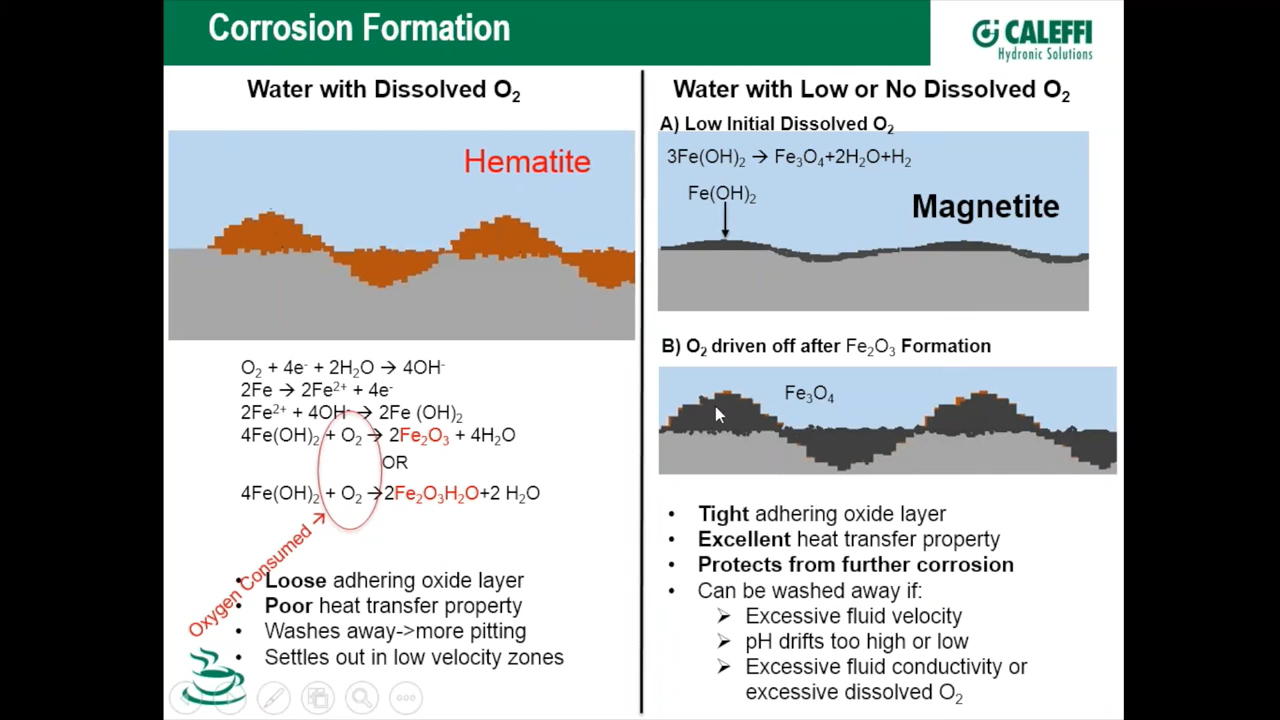 Corrosion Formation
CALEFFI
Hydronic Solutions
Water with Dissolved O₂
Hematite
O₂ + 4e⁻ + 2H₂O → 4OH⁻
2Fe → 2Fe²⁺ + 4e⁻
2Fe²⁺ + 4OH⁻ → 2Fe (OH)₂
4Fe(OH)₂ + O₂ → 2Fe₂O₃ + 4H₂O
OR
4Fe(OH)₂ + O₂ →2Fe₂O₃H₂O+2 H₂O
Oxygen Consumed →
• Loose adhering oxide layer
• Poor heat transfer property
• Washes away->more pitting
• Settles out in low velocity zones
Water with Low or No Dissolved O₂
A) Low Initial Dissolved O₂
3Fe(OH)₂ → Fe₃O₄+2H₂O+H₂
Fe(OH)₂
Magnetite
B) O₂ driven off after Fe₂O₃ Formation
Fe₃O₄
• Tight adhering oxide layer
• Excellent heat transfer property
• Protects from further corrosion
• Can be washed away if:
➢ Excessive fluid velocity
➢ pH drifts too high or low
➢ Excessive fluid conductivity or
excessive dissolved O₂